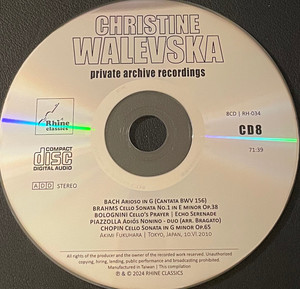 CHRISTINE
WALEVSKA
private archive recordings
Rhine
classics
8CD | RH-034
CD8
COMPACT
disc
DIGITAL AUDIO
71:39
ADD STEREO
BACH ARIOSO IN G (CANTATA BWV 156)
BRAHMS CELLO SONATA NO.1 IN E MINOR OP.38
BOLOGNINI CELLO'S PRAYER | ECHO SERENADE
PIAZZOLLA ADIÓS NONINO - DUO (ARR. BRAGATO)
CHOPIN CELLO SONATA IN G MINOR OP.65
AKIMI FUKUHARA | TOKYO, JAPAN, 10.VI 2010
All rights of the producer and the owner of the recorded work reserved. Unauthorised
copying, hiring, lending, public performance and broadcasting prohibited.
Manufactured in Taiwan | This compilation
℗ & © 2024 RHINE CLASSICS